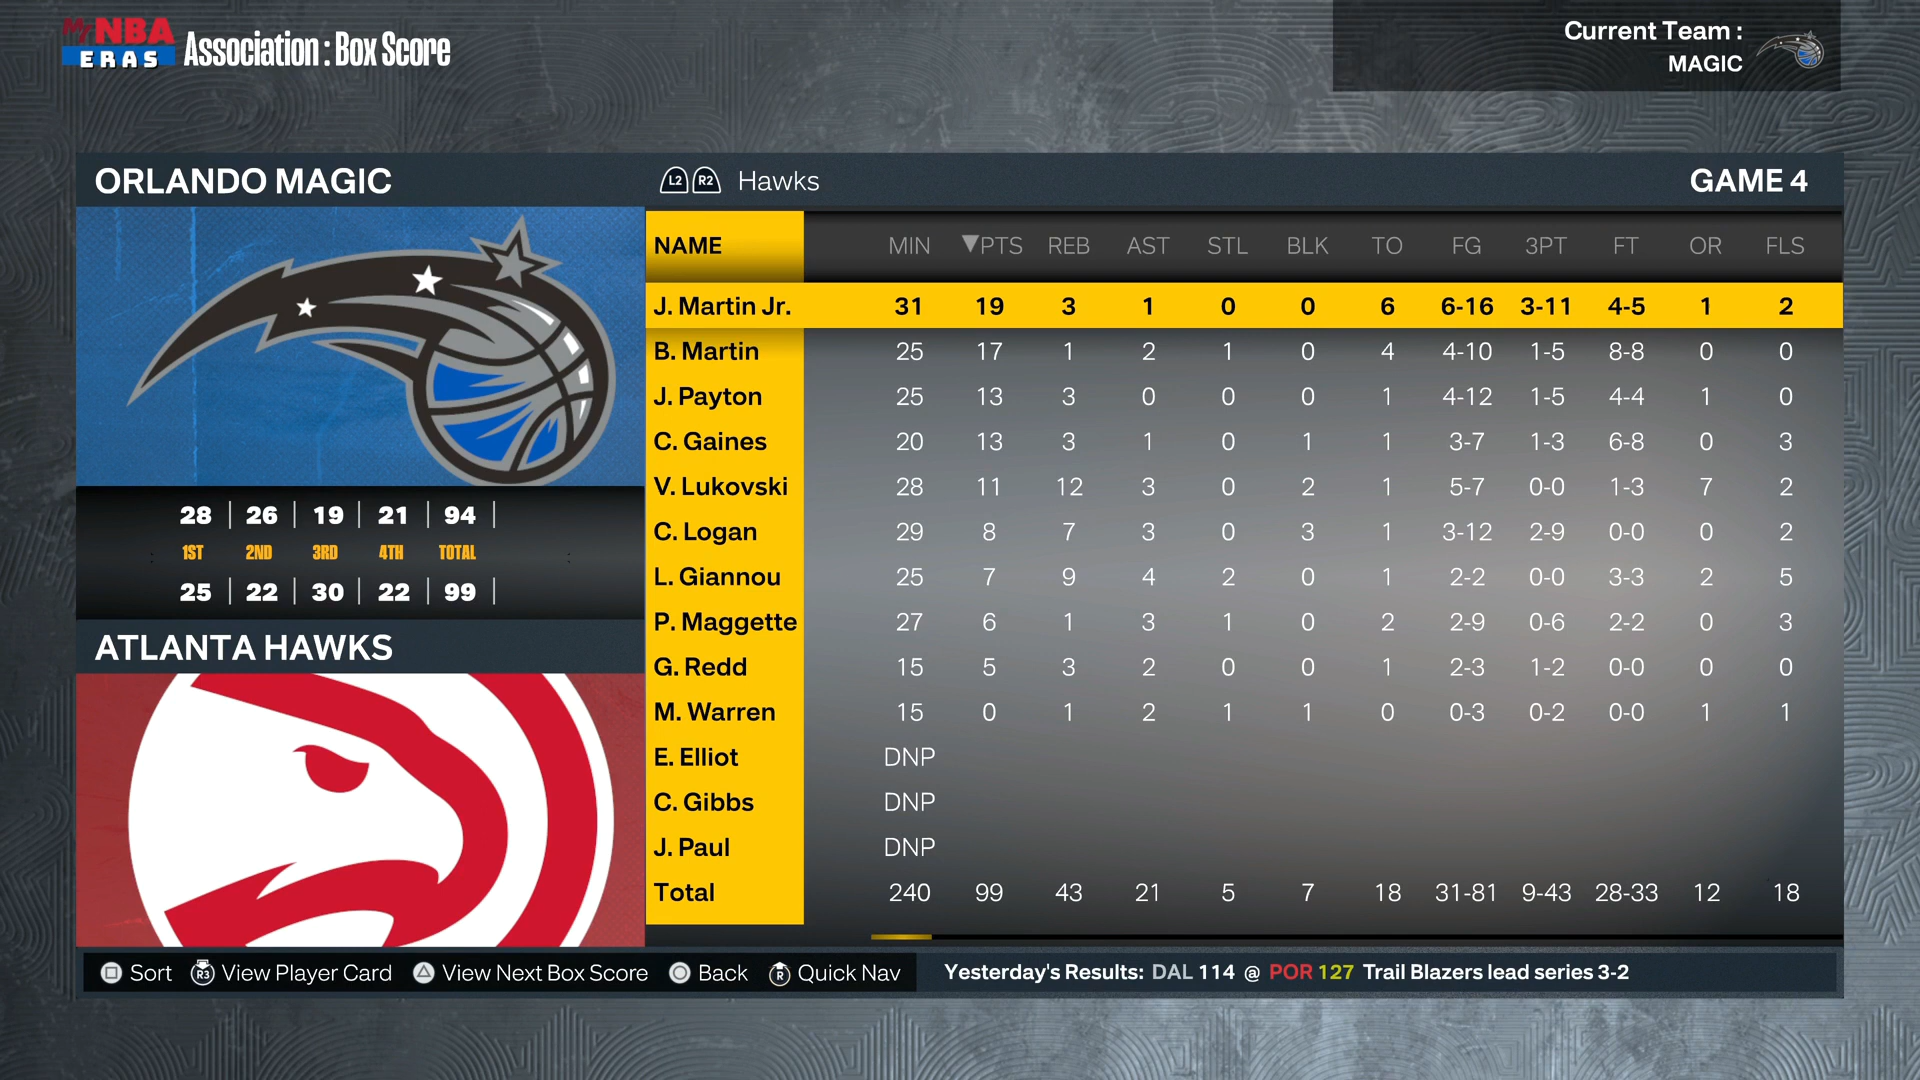 My NBA ERAS Association : Box Score
Current Team :
MAGIC
ORLANDO MAGIC
28 | 26 | 19 | 21 | 94 |
1ST 2ND 3RD 4TH TOTAL
25 | 22 | 30 | 22 | 99 |
ATLANTA HAWKS
L2 R2 Hawks GAME 4
NAME MIN ▼PTS REB AST STL BLK TO FG 3PT FT OR FLS
J. Martin Jr. 31 19 3 1 0 0 6 6-16 3-11 4-5 1 2
B. Martin 25 17 1 2 1 0 4 4-10 1-5 8-8 0 0
J. Payton 25 13 3 0 0 0 1 4-12 1-5 4-4 1 0
C. Gaines 20 13 3 1 0 1 1 3-7 1-3 6-8 0 3
V. Lukovski 28 11 12 3 0 2 1 5-7 0-0 1-3 7 2
C. Logan 29 8 7 3 0 3 1 3-12 2-9 0-0 0 2
L. Giannou 25 7 9 4 2 0 1 2-2 0-0 3-3 2 5
P. Maggette 27 6 1 3 1 0 2 2-9 0-6 2-2 0 3
G. Redd 15 5 3 2 0 0 1 2-3 1-2 0-0 0 0
M. Warren 15 0 1 2 1 1 0 0-3 0-2 0-0 1 1
E. Elliot DNP
C. Gibbs DNP
J. Paul DNP
Total 240 99 43 21 5 7 18 31-81 9-43 28-33 12 18
Sort R3 View Player Card View Next Box Score Back R Quick Nav
Yesterday's Results: DAL 114 @ POR 127 Trail Blazers lead series 3-2